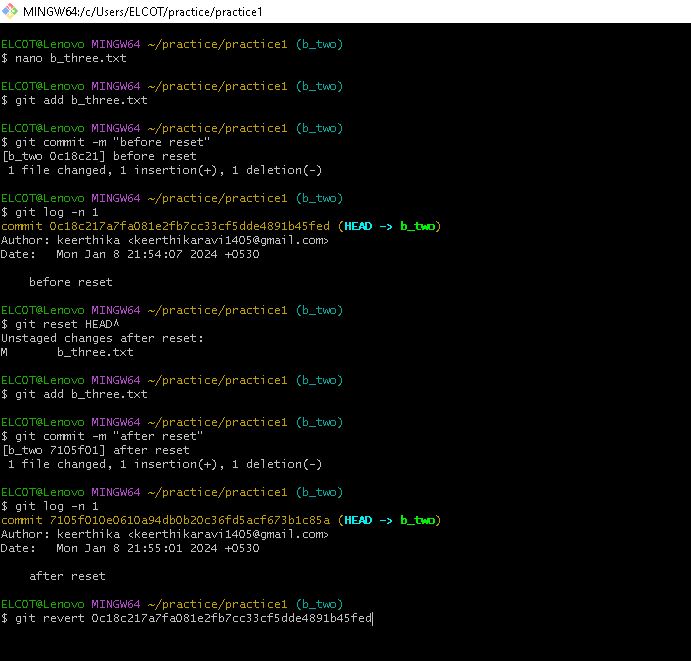 MINGW64:/c/Users/ELCOT/practice/practice1
ELCOT@Lenovo MINGW64 ~/practice/practice1 (b_two)
$ nano b_three.txt
ELCOT@Lenovo MINGW64 ~/practice/practice1 (b_two)
$ git add b_three.txt
ELCOT@Lenovo MINGW64 ~/practice/practice1 (b_two)
$ git commit -m "before reset"
[b_two 0c18c21] before reset
 1 file changed, 1 insertion(+), 1 deletion(-)
ELCOT@Lenovo MINGW64 ~/practice/practice1 (b_two)
$ git log -n 1
commit 0c18c217a7fa081e2fb7cc33cf5dde4891b45fed (HEAD -> b_two)
Author: keerthika <keerthikaravi1405@gmail.com>
Date:   Mon Jan 8 21:54:07 2024 +0530
    before reset
ELCOT@Lenovo MINGW64 ~/practice/practice1 (b_two)
$ git reset HEAD^
Unstaged changes after reset:
M       b_three.txt
ELCOT@Lenovo MINGW64 ~/practice/practice1 (b_two)
$ git add b_three.txt
ELCOT@Lenovo MINGW64 ~/practice/practice1 (b_two)
$ git commit -m "after reset"
[b_two 7105f01] after reset
 1 file changed, 1 insertion(+), 1 deletion(-)
ELCOT@Lenovo MINGW64 ~/practice/practice1 (b_two)
$ git log -n 1
commit 7105f010e0610a94db0b20c36fd5acf673b1c85a (HEAD -> b_two)
Author: keerthika <keerthikaravi1405@gmail.com>
Date:   Mon Jan 8 21:55:01 2024 +0530
    after reset
ELCOT@Lenovo MINGW64 ~/practice/practice1 (b_two)
$ git revert 0c18c217a7fa081e2fb7cc33cf5dde4891b45fed